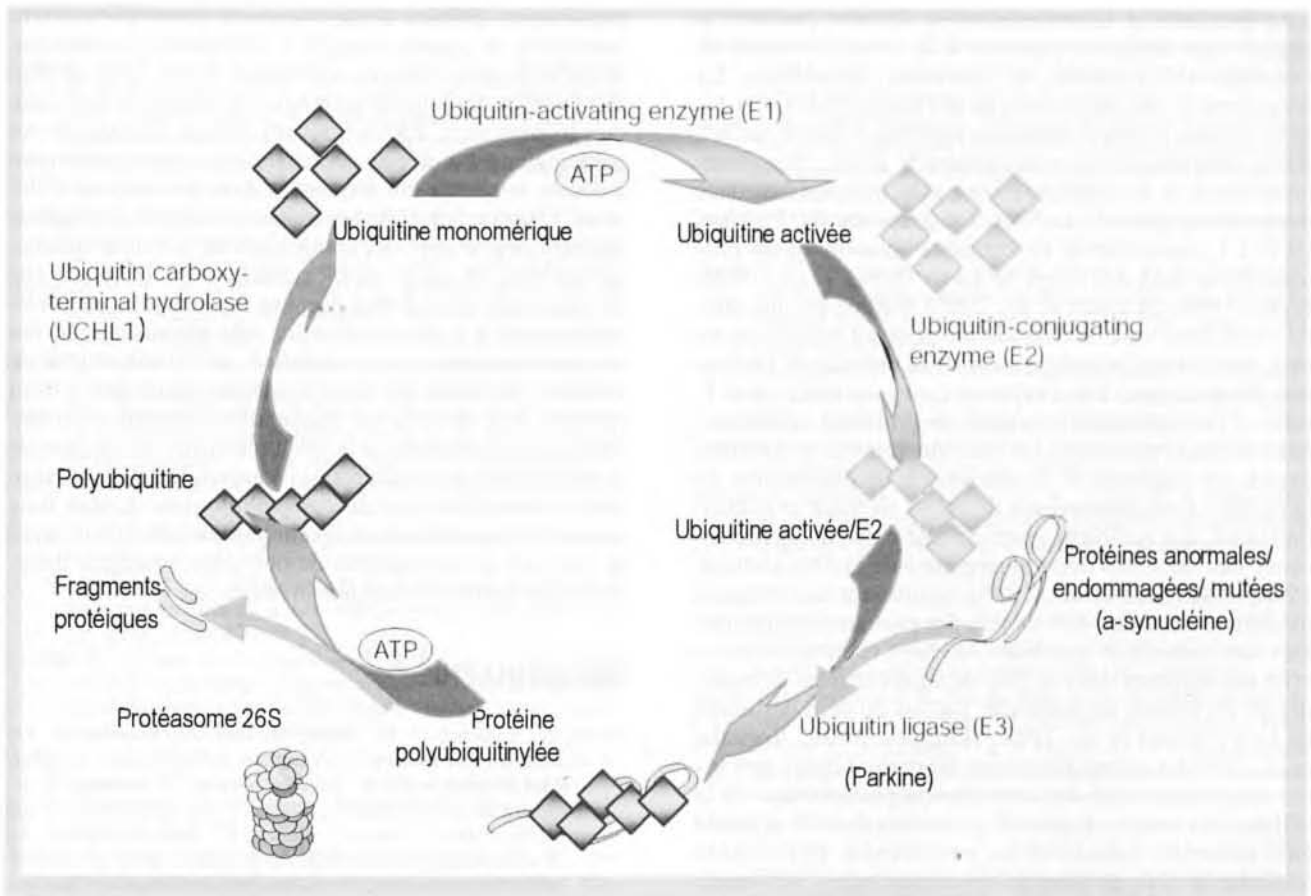 Ubiquitin-activating enzyme (E1)
ATP
Ubiquitine monomérique
Ubiquitine activée
Ubiquitin carboxy-
terminal hydrolase
(UCHL1)
Ubiquitin-conjugating
enzyme (E2)
Polyubiquitine
Ubiquitine activée/E2
Protéines anormales/
endommagées/ mutées
(a-synucléine)
Fragments
protéiques
ATP
Protéasome 26S
Protéine
polyubiquitinylée
Ubiquitin ligase (E3)
(Parkine)